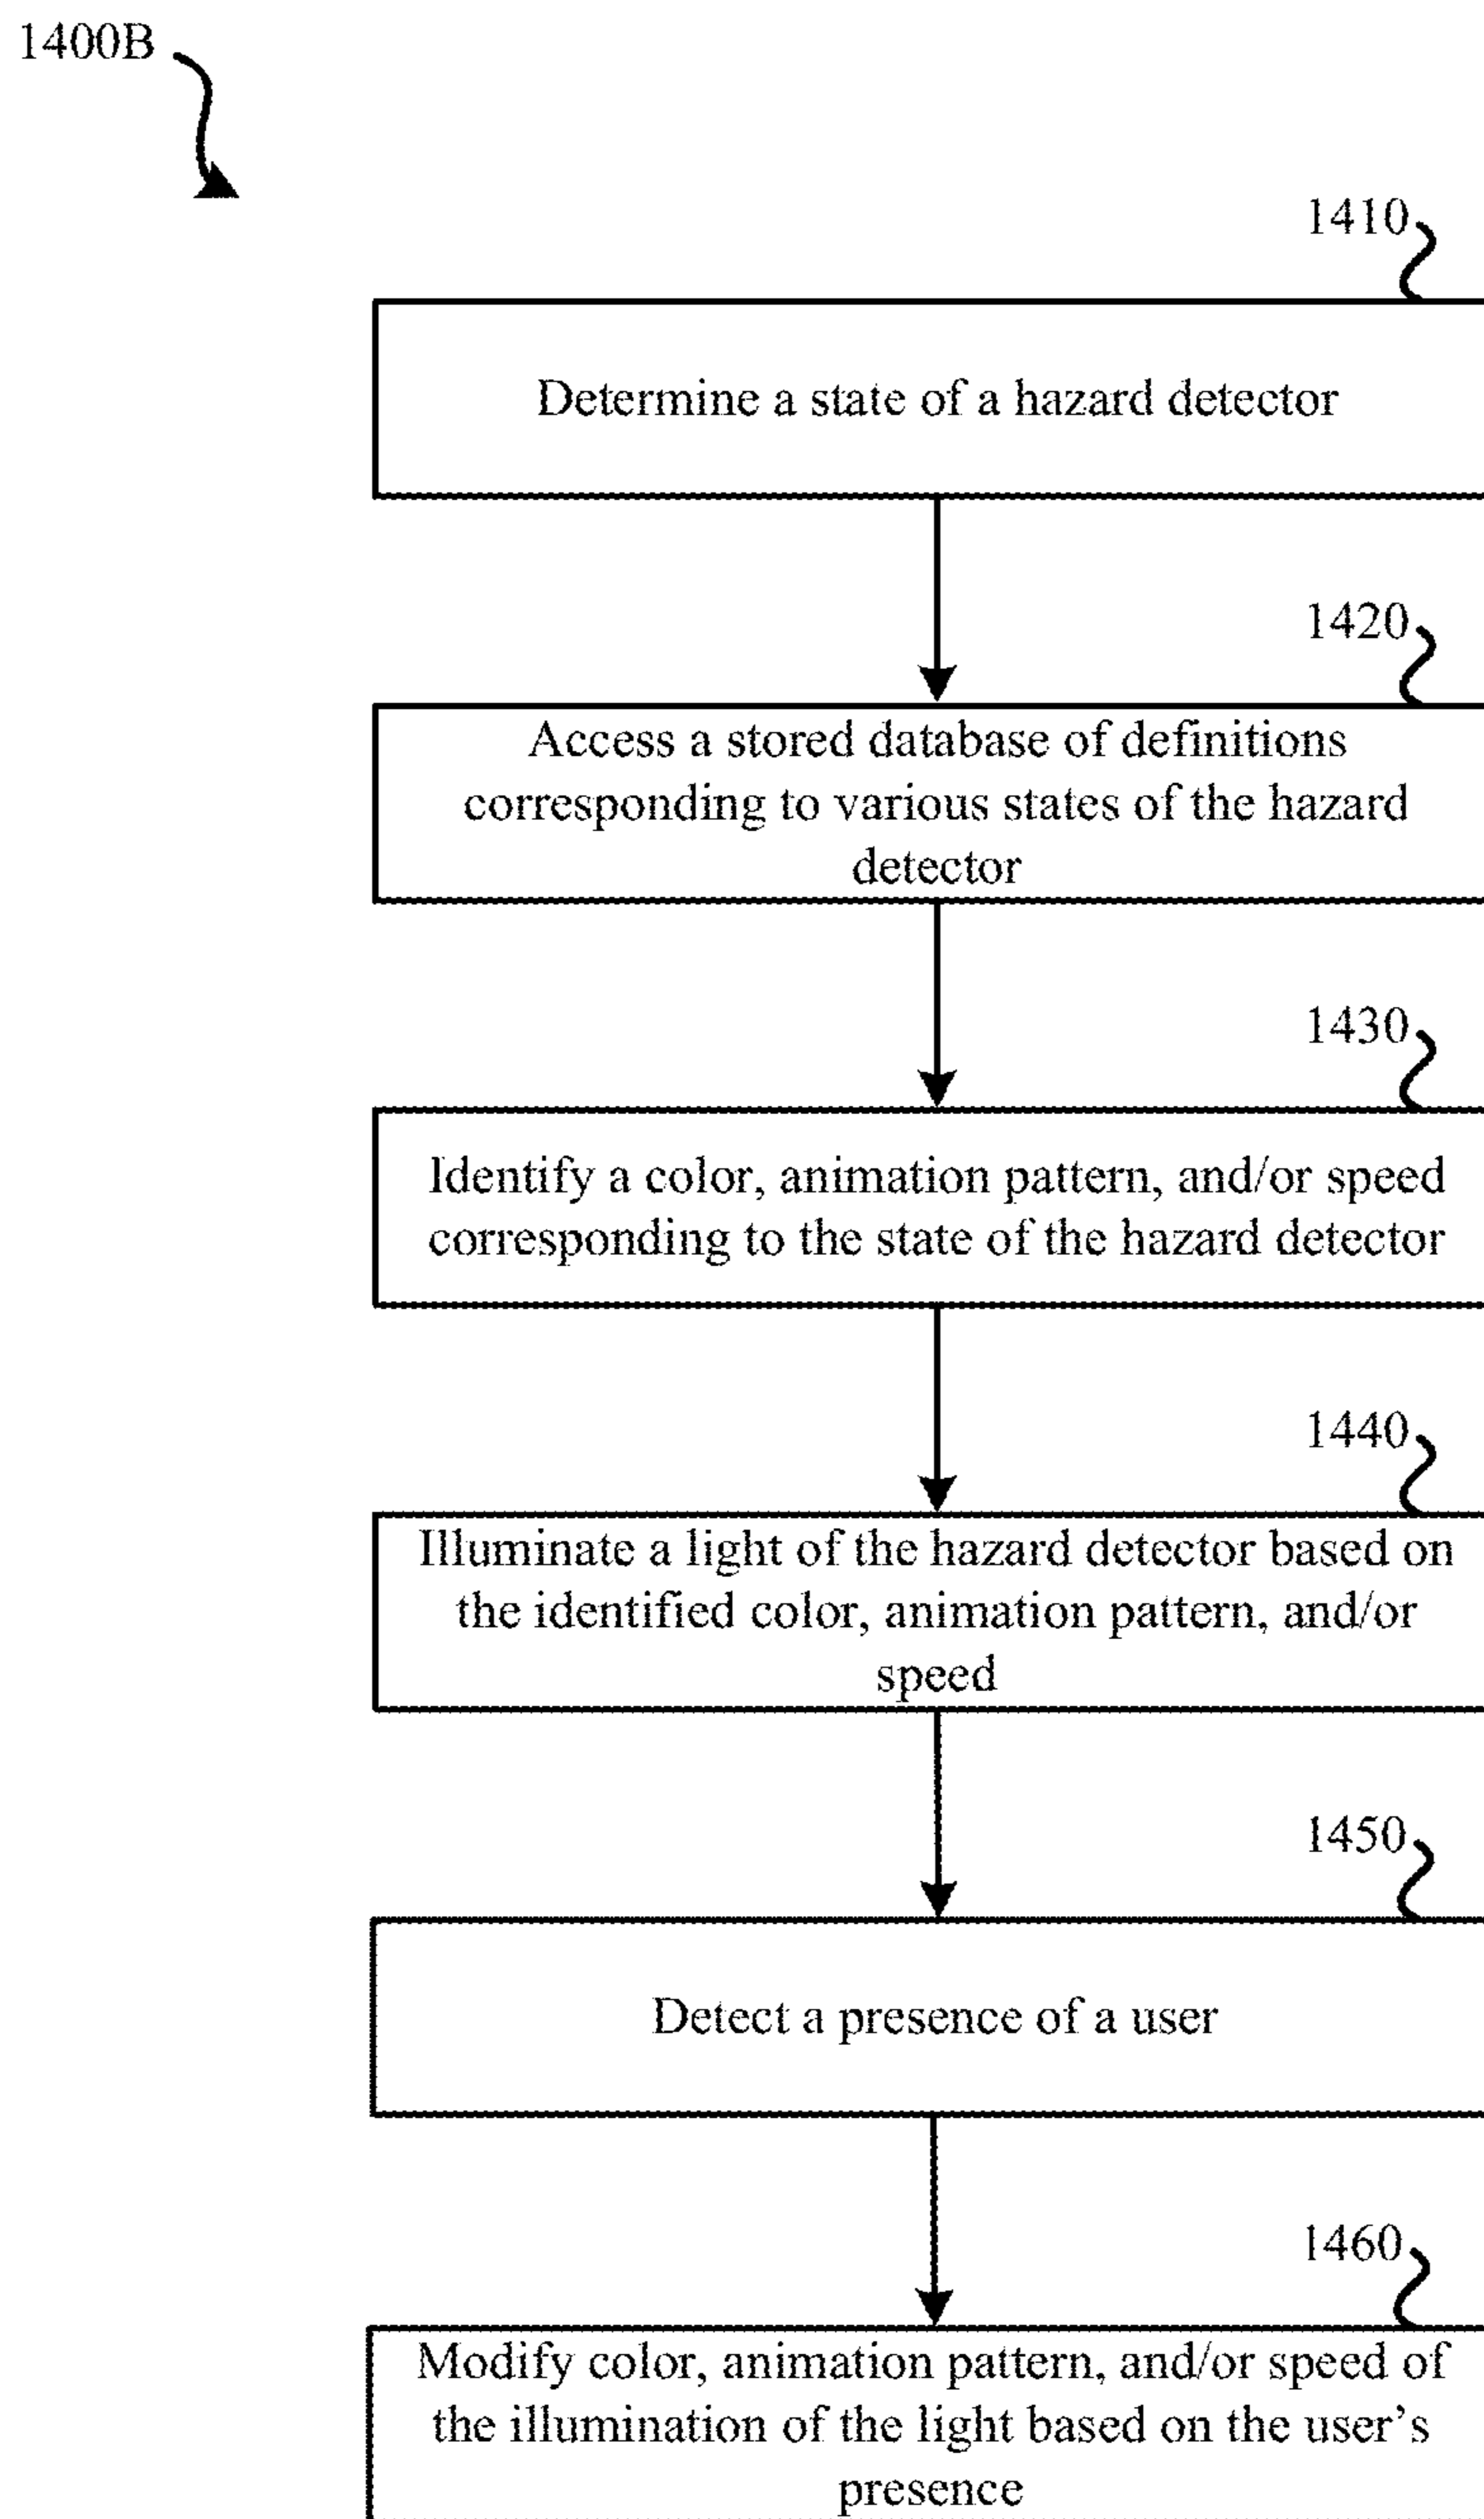 1400B
1410
Determine a state of a hazard detector
1420
Access a stored database of definitions
corresponding to various states of the hazard
detector
1430
Identify a color, animation pattern, and/or speed
corresponding to the state of the hazard detector
1440
Illuminate a light of the hazard detector based on
the identified color, animation pattern, and/or
speed
1450
Detect a presence of a user
1460
Modify color, animation pattern, and/or speed of
the illumination of the light based on the user’s
presence